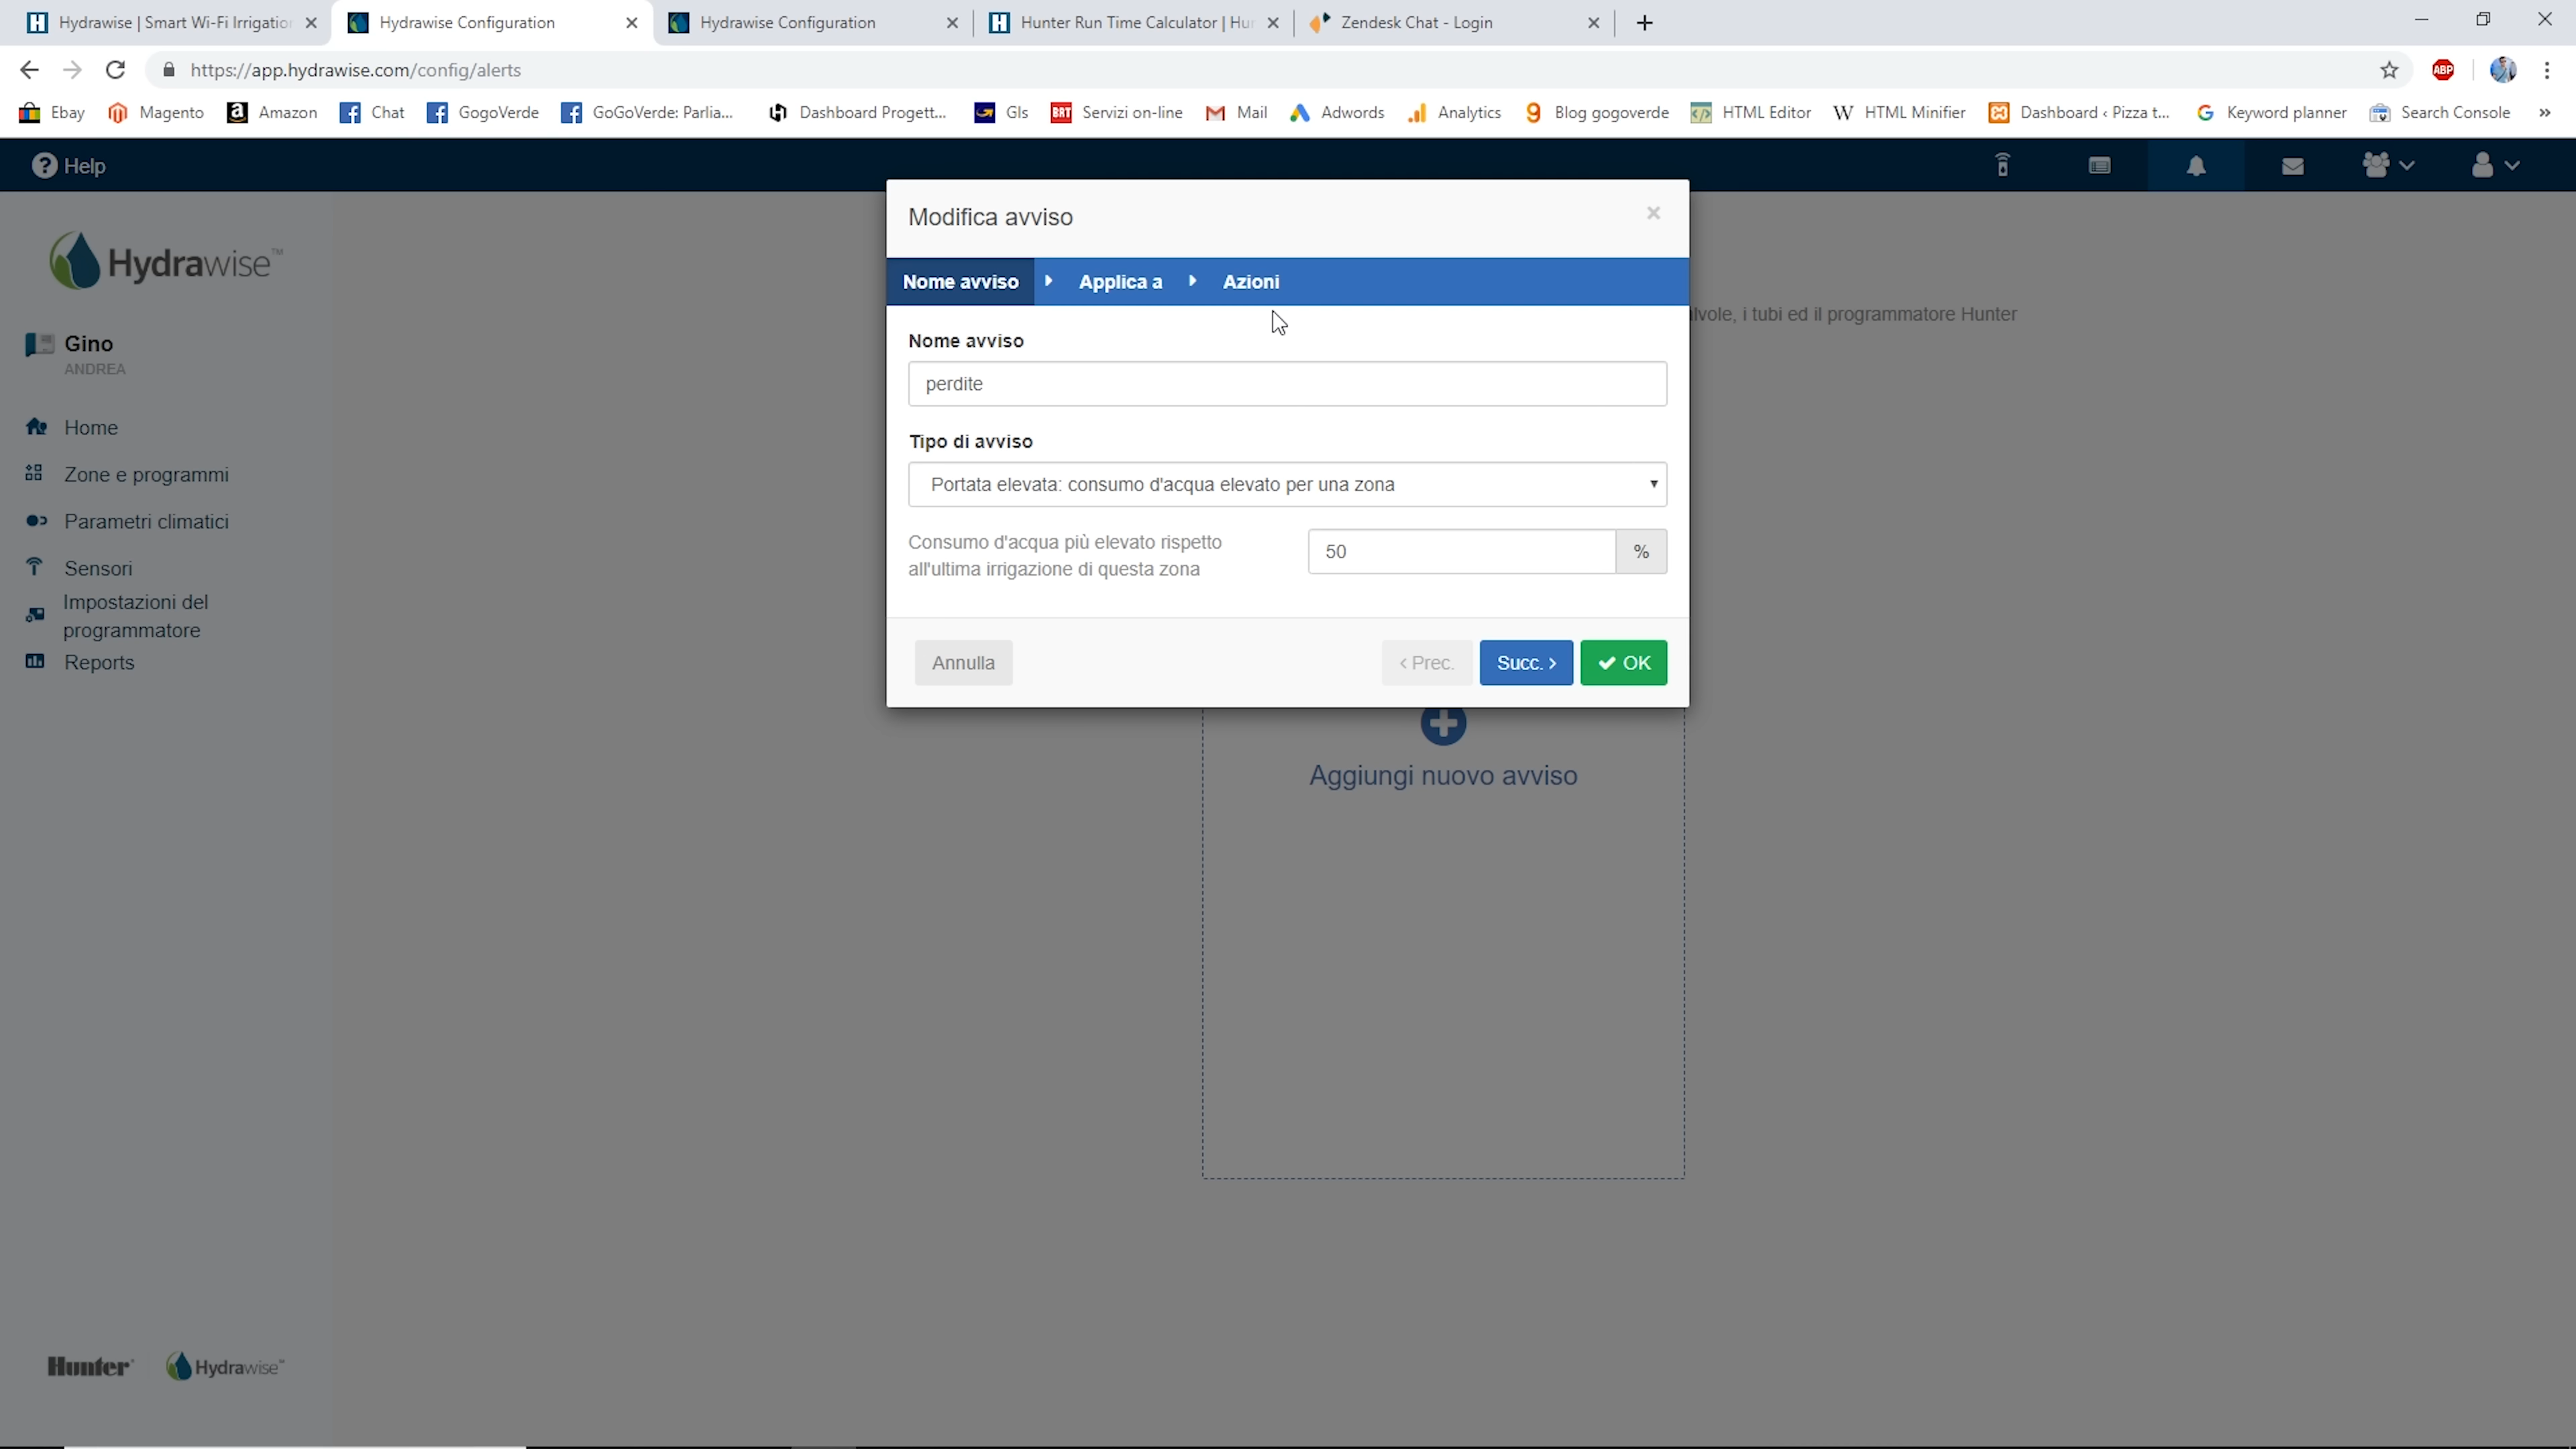 Hydrawise | Smart Wi-Fi Irrigation
Hydrawise Configuration
Hydrawise Configuration
Hunter Run Time Calculator | Hun
Zendesk Chat - Login
https://app.hydrawise.com/config/alerts
ABP
Ebay
Magento
Amazon
Chat
GogoVerde
GoGoVerde: Parlia...
Dashboard Progett...
Gls
BRT
Servizi on-line
Mail
Adwords
Analytics
Blog gogoverde
HTML Editor
HTML Minifier
Dashboard ‹ Pizza t...
Keyword planner
Search Console
»
Help
Hydrawise™
Gino
ANDREA
Home
Zone e programmi
Parametri climatici
Sensori
Impostazioni del
programmatore
Reports
Modifica avviso
×
Nome avviso
Applica a
Azioni
lvole, i tubi ed il programmatore Hunter
Nome avviso
perdite
Tipo di avviso
Portata elevata: consumo d'acqua elevato per una zona
Consumo d'acqua più elevato rispetto
all'ultima irrigazione di questa zona
50
%
Annulla
‹ Prec.
Succ. ›
OK
Aggiungi nuovo avviso
Hunter®
Hydrawise™